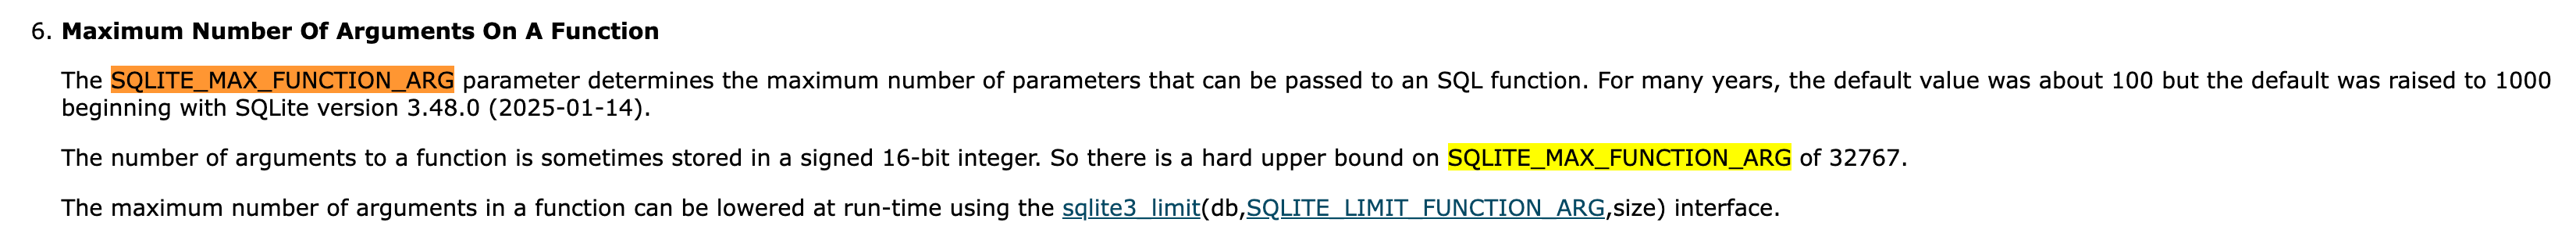 6. Maximum Number Of Arguments On A Function
The SQLITE_MAX_FUNCTION_ARG parameter determines the maximum number of parameters that can be passed to an SQL function. For many years, the default value was about 100 but the default was raised to 1000
beginning with SQLite version 3.48.0 (2025-01-14).
The number of arguments to a function is sometimes stored in a signed 16-bit integer. So there is a hard upper bound on SQLITE_MAX_FUNCTION_ARG of 32767.
The maximum number of arguments in a function can be lowered at run-time using the sqlite3_limit(db,SQLITE_LIMIT_FUNCTION_ARG,size) interface.